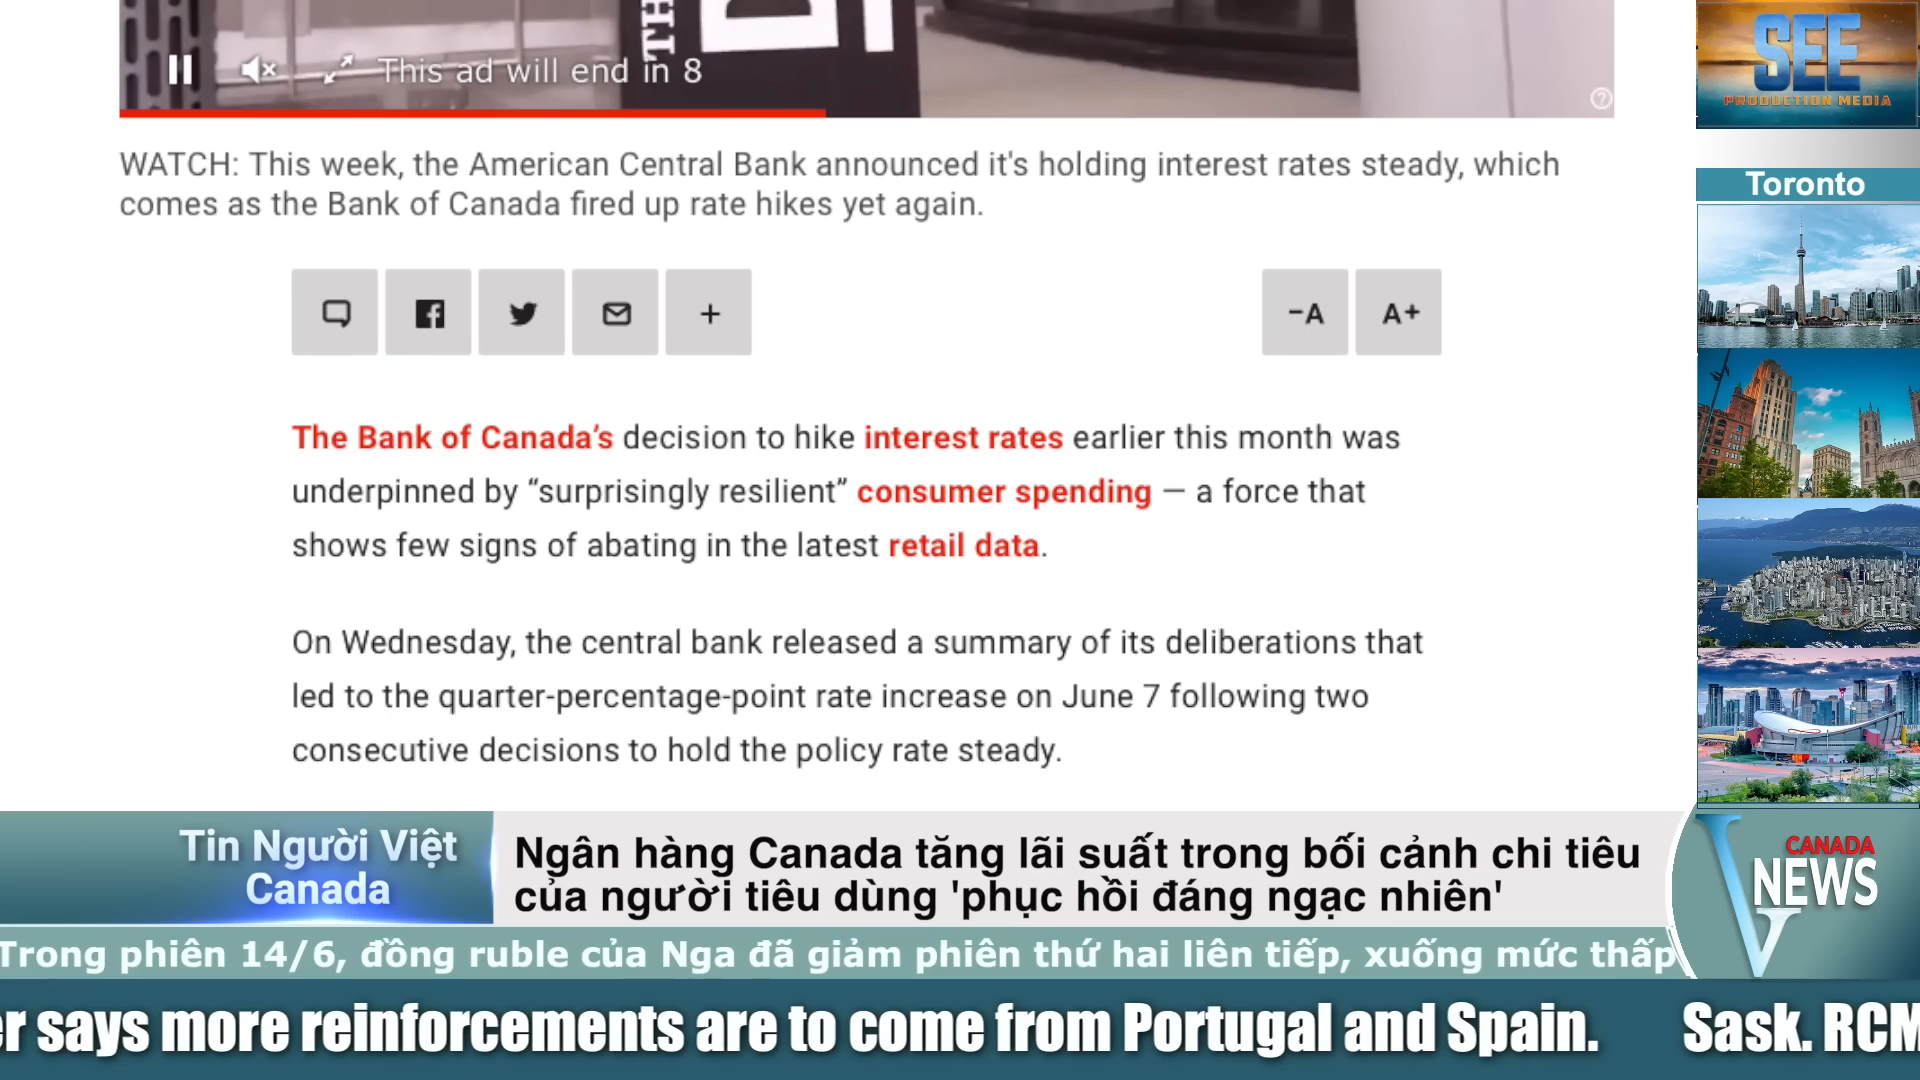 This ad will end in 8
WATCH: This week, the American Central Bank announced it's holding interest rates steady, which
comes as the Bank of Canada fired up rate hikes yet again.
-A A+
The Bank of Canada’s decision to hike interest rates earlier this month was
underpinned by “surprisingly resilient” consumer spending — a force that
shows few signs of abating in the latest retail data.
On Wednesday, the central bank released a summary of its deliberations that
led to the quarter-percentage-point rate increase on June 7 following two
consecutive decisions to hold the policy rate steady.
SEE
PRODUCTION MEDIA
Toronto
Tin Người Việt
Canada
Ngân hàng Canada tăng lãi suất trong bối cảnh chi tiêu
của người tiêu dùng 'phục hồi đáng ngạc nhiên'
CANADA
V NEWS
Trong phiên 14/6, đồng ruble của Nga đã giảm phiên thứ hai liên tiếp, xuống mức thấp
er says more reinforcements are to come from Portugal and Spain. Sask. RCM